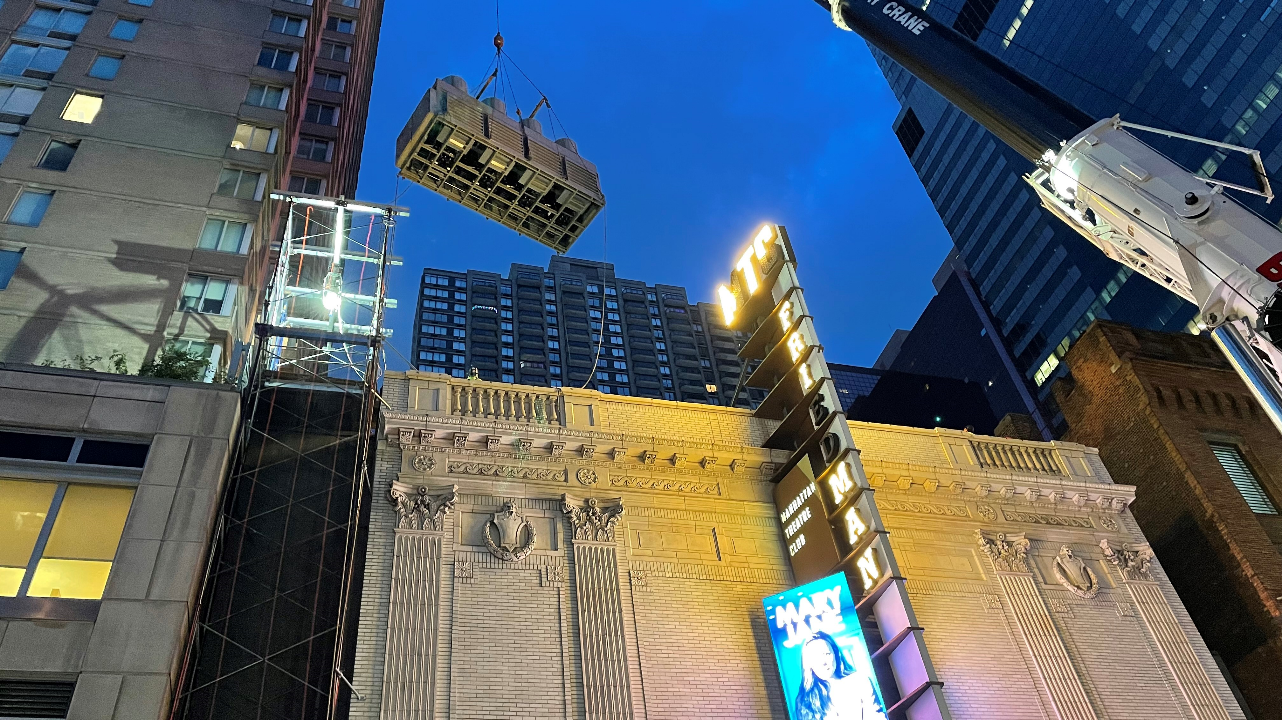 CRANE
MTC
FRIEDMAN
MANHATTAN
THEATRE
CLUB
MARY
JANE